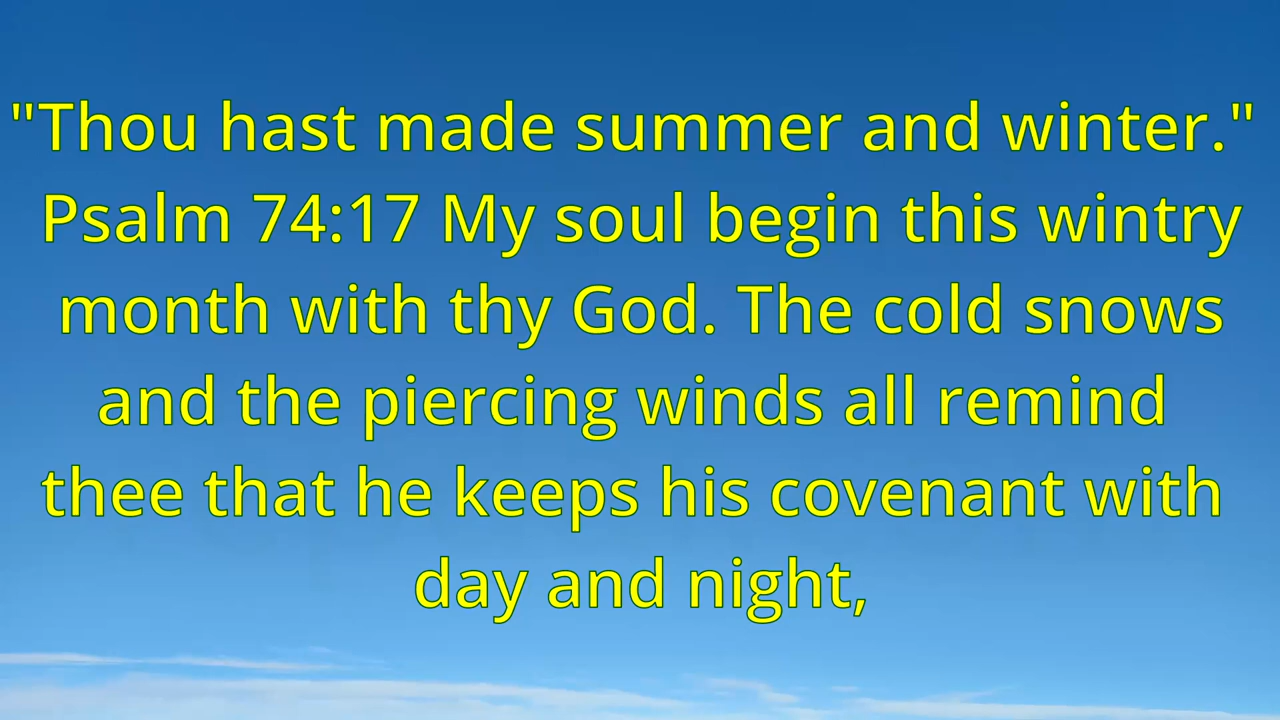 "Thou hast made summer and winter."
Psalm 74:17 My soul begin this wintry
month with thy God. The cold snows
and the piercing winds all remind
thee that he keeps his covenant with
day and night,